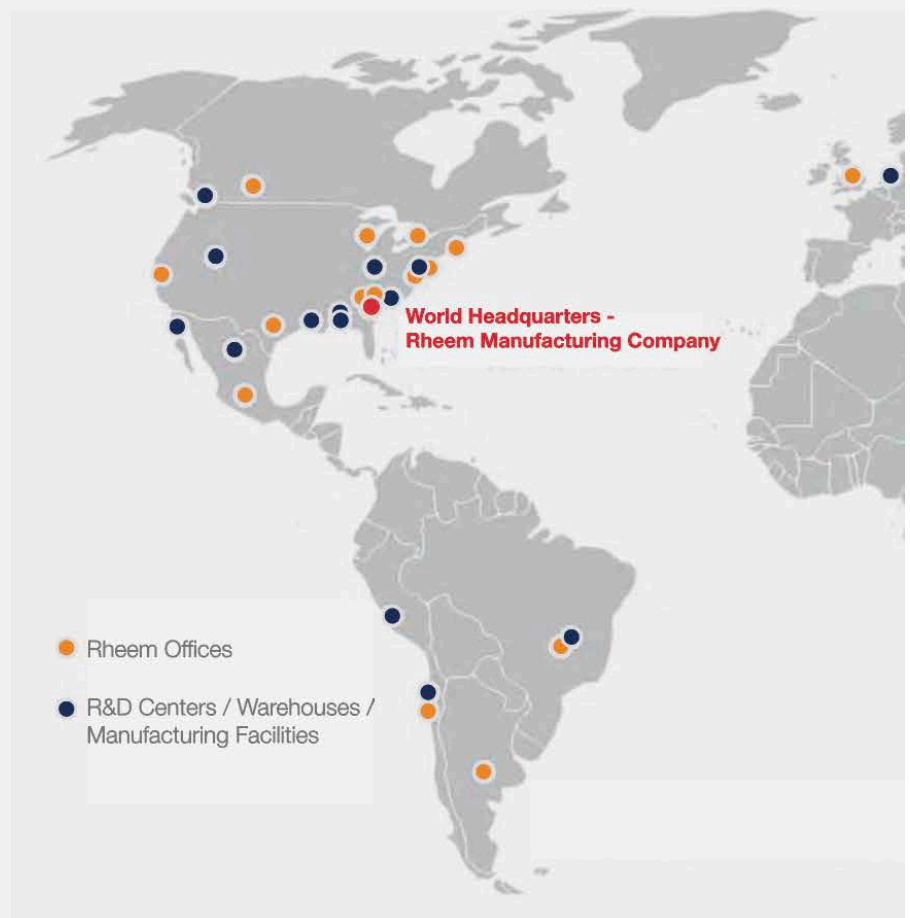 World Headquarters -
Rheem Manufacturing Company
Rheem Offices
R&D Centers / Warehouses /
Manufacturing Facilities